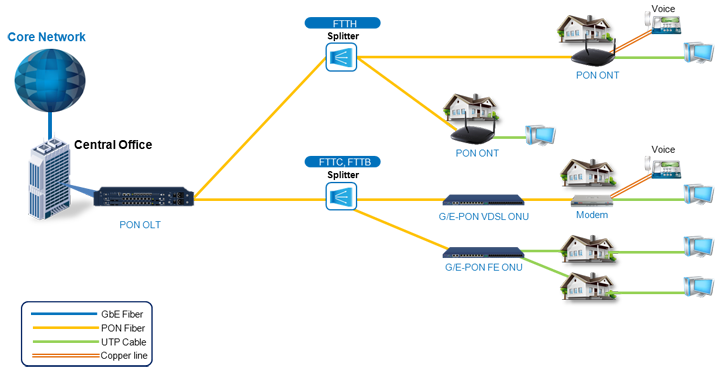 FTTH
Splitter
Voice
Core Network
PON ONT
Central Office
PON ONT
FTTC, FTTB
Splitter
Voice
PON OLT
G/E-PON VDSL ONU
Modem
G/E-PON FE ONU
GbE Fiber
PON Fiber
UTP Cable
Copper line